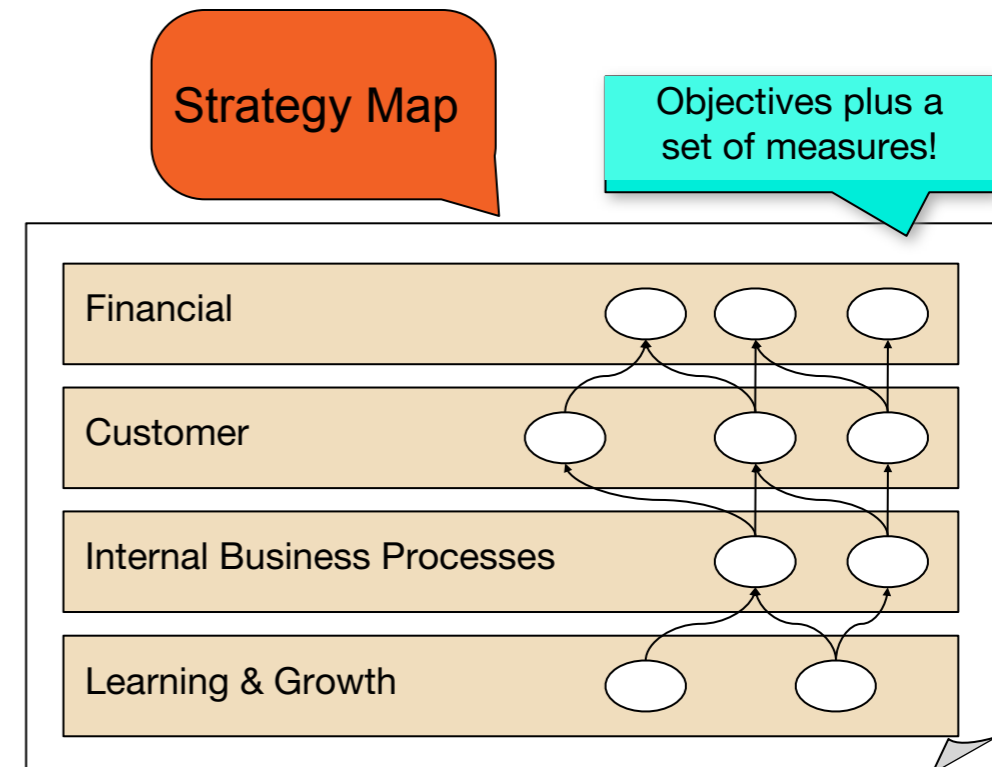 Strategy Map
Objectives plus a
set of measures!
Financial
Customer
Internal Business Processes
Learning & Growth